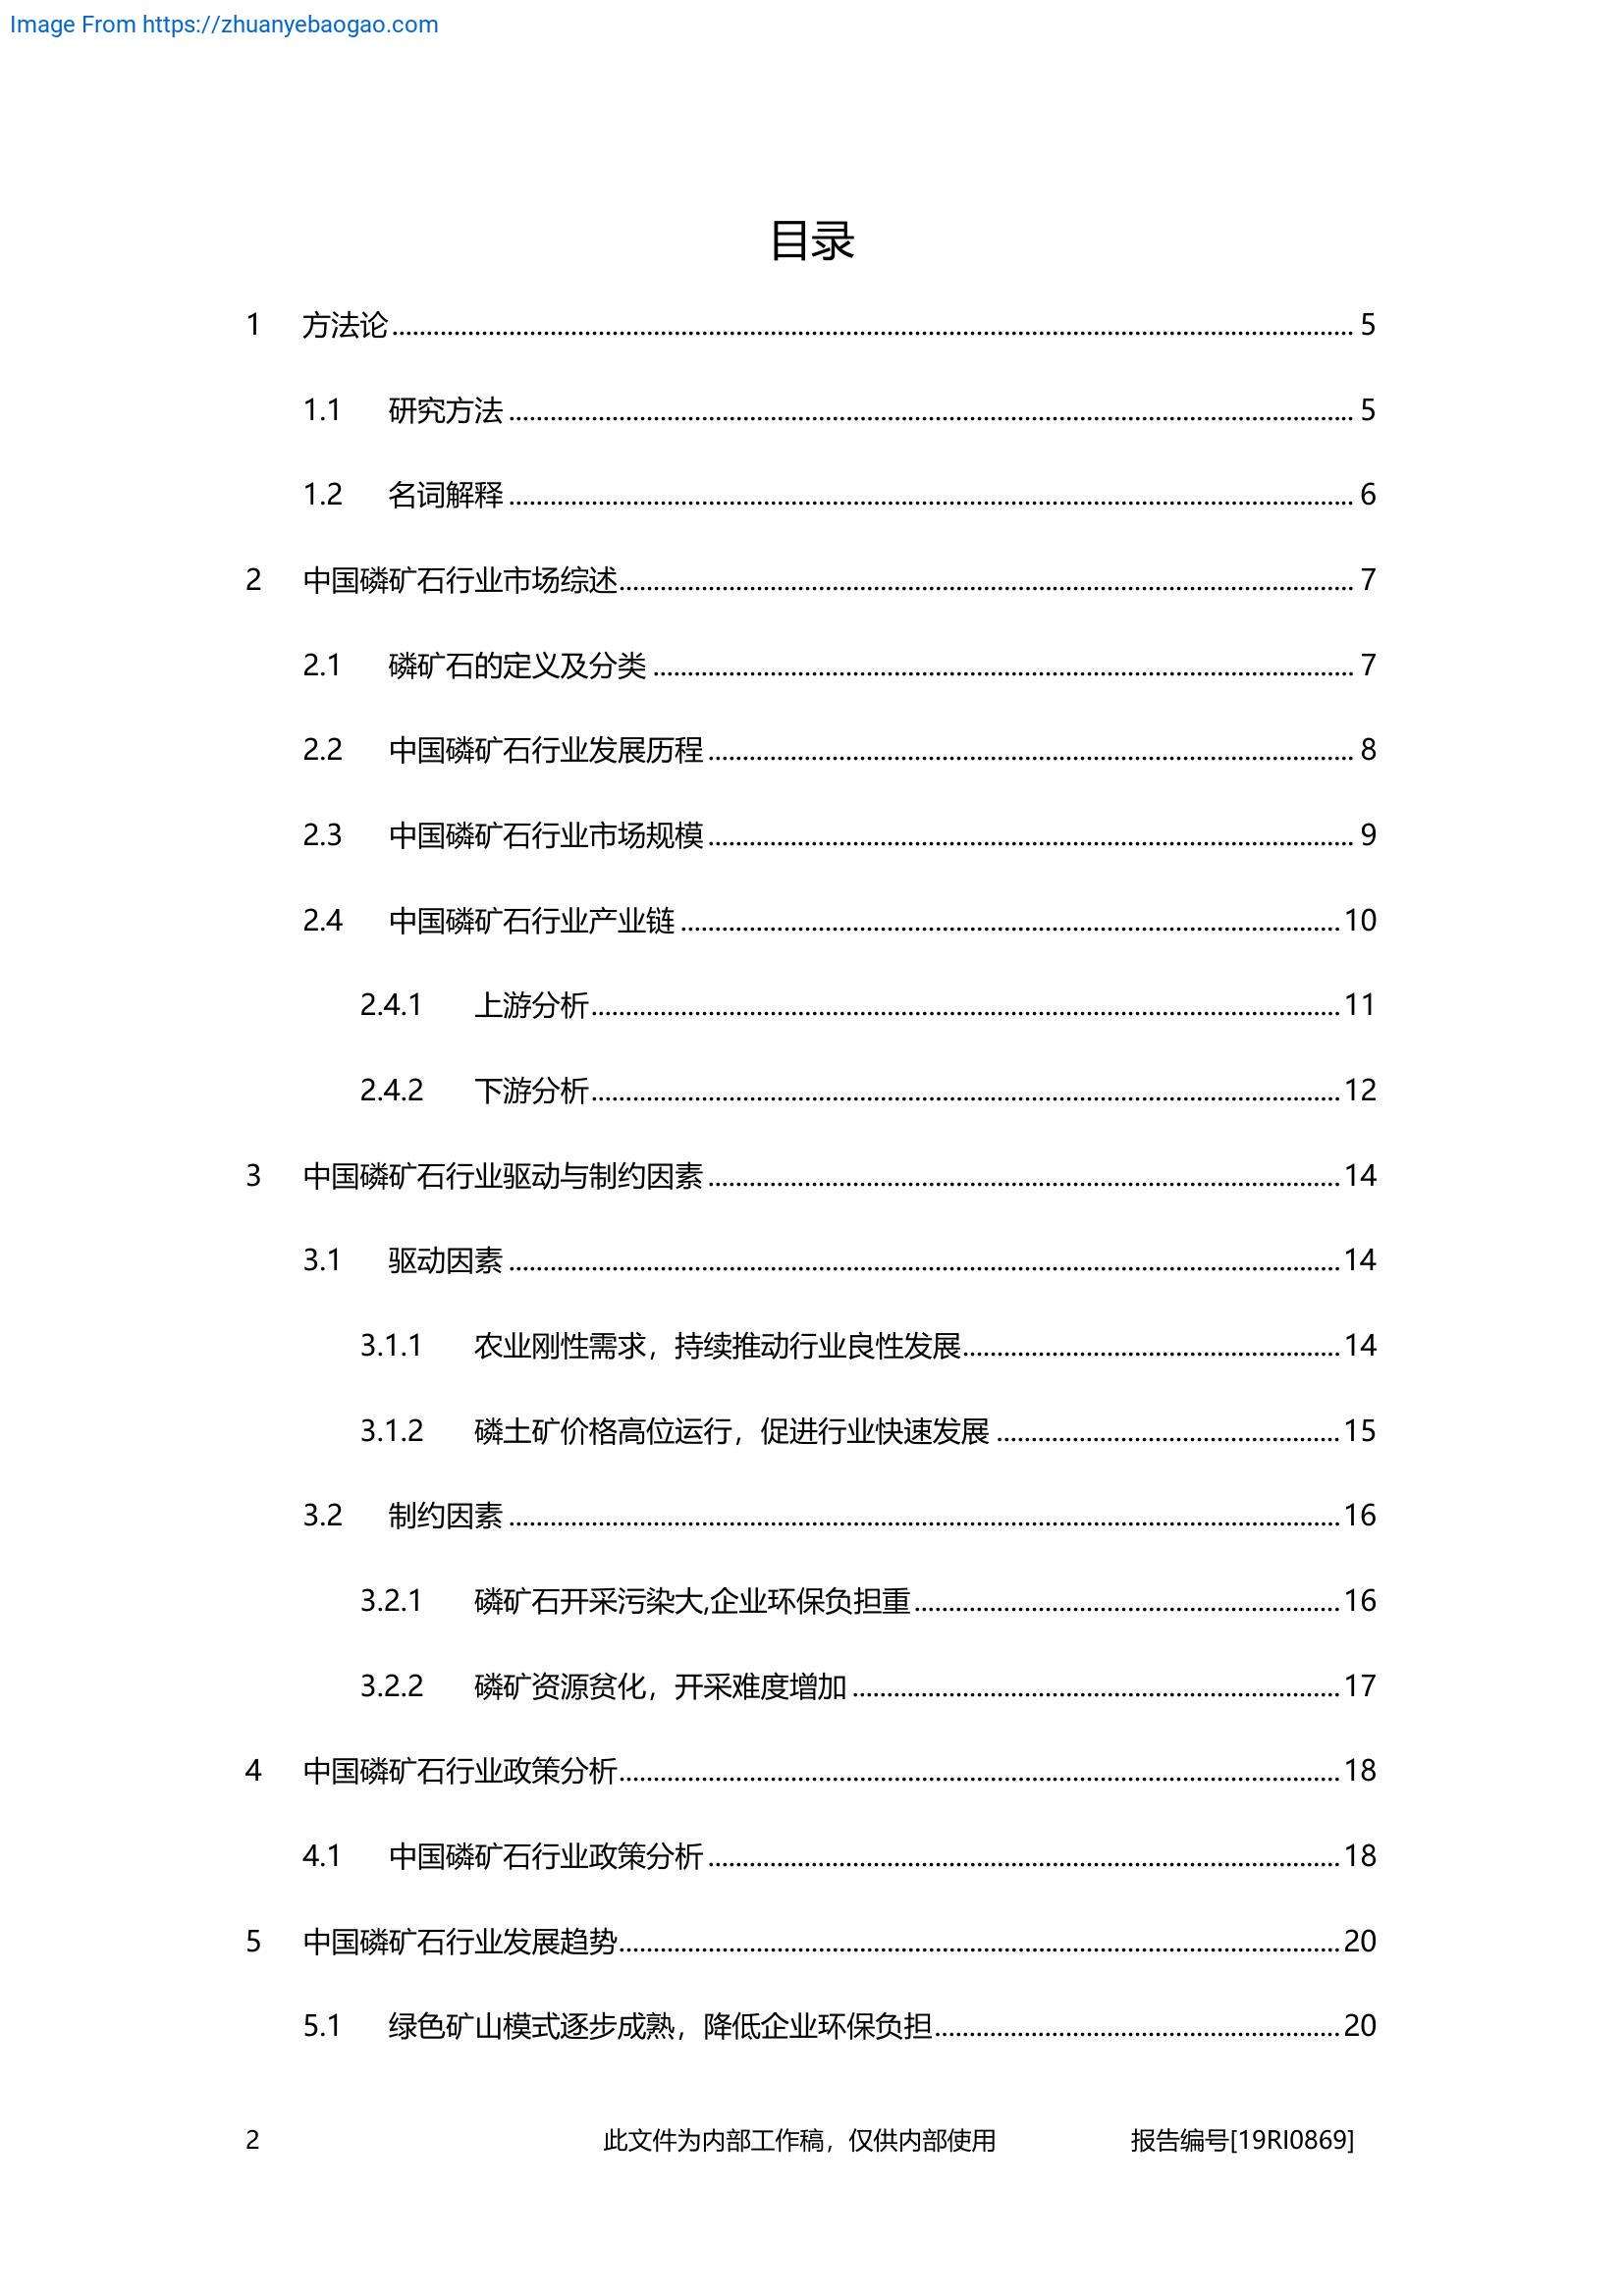 Image From https://zhuanyebaogao.com
目录
1 方法论 5
1.1 研究方法 5
1.2 名词解释 6
2 中国磷矿石行业市场综述 7
2.1 磷矿石的定义及分类 7
2.2 中国磷矿石行业发展历程 8
2.3 中国磷矿石行业市场规模 9
2.4 中国磷矿石行业产业链 10
2.4.1 上游分析 11
2.4.2 下游分析 12
3 中国磷矿石行业驱动与制约因素 14
3.1 驱动因素 14
3.1.1 农业刚性需求，持续推动行业良性发展 14
3.1.2 磷土矿价格高位运行，促进行业快速发展 15
3.2 制约因素 16
3.2.1 磷矿石开采污染大,企业环保负担重 16
3.2.2 磷矿资源贫化，开采难度增加 17
4 中国磷矿石行业政策分析 18
4.1 中国磷矿石行业政策分析 18
5 中国磷矿石行业发展趋势 20
5.1 绿色矿山模式逐步成熟，降低企业环保负担 20
2 此文件为内部工作稿，仅供内部使用 报告编号[19RI0869]